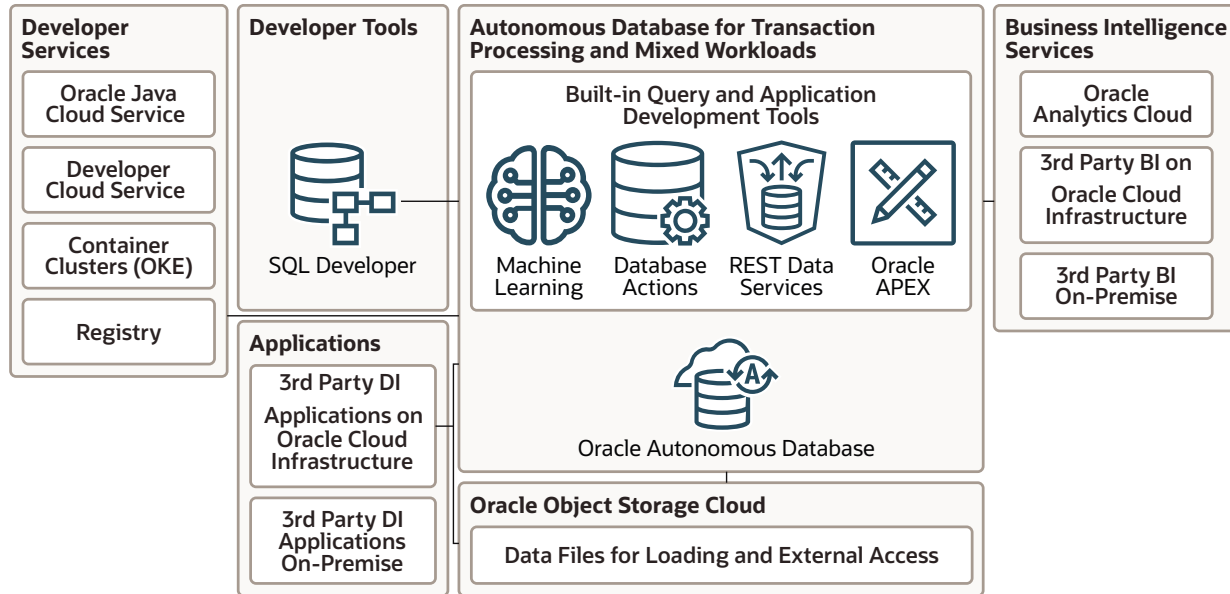 Developer
Services
Oracle Java
Cloud Service
Developer
Cloud Service
Container
Clusters (OKE)
Registry
Developer Tools
SQL Developer
Applications
3rd Party DI
Applications on
Oracle Cloud
Infrastructure
3rd Party DI
Applications
On-Premise
Autonomous Database for Transaction
Processing and Mixed Workloads
Built-in Query and Application
Development Tools
Machine
Learning
Database
Actions
REST Data
Services
Oracle
APEX
A
Oracle Autonomous Database
Oracle Object Storage Cloud
Data Files for Loading and External Access
Business Intelligence
Services
Oracle
Analytics Cloud
3rd Party BI on
Oracle Cloud
Infrastructure
3rd Party BI
On-Premise